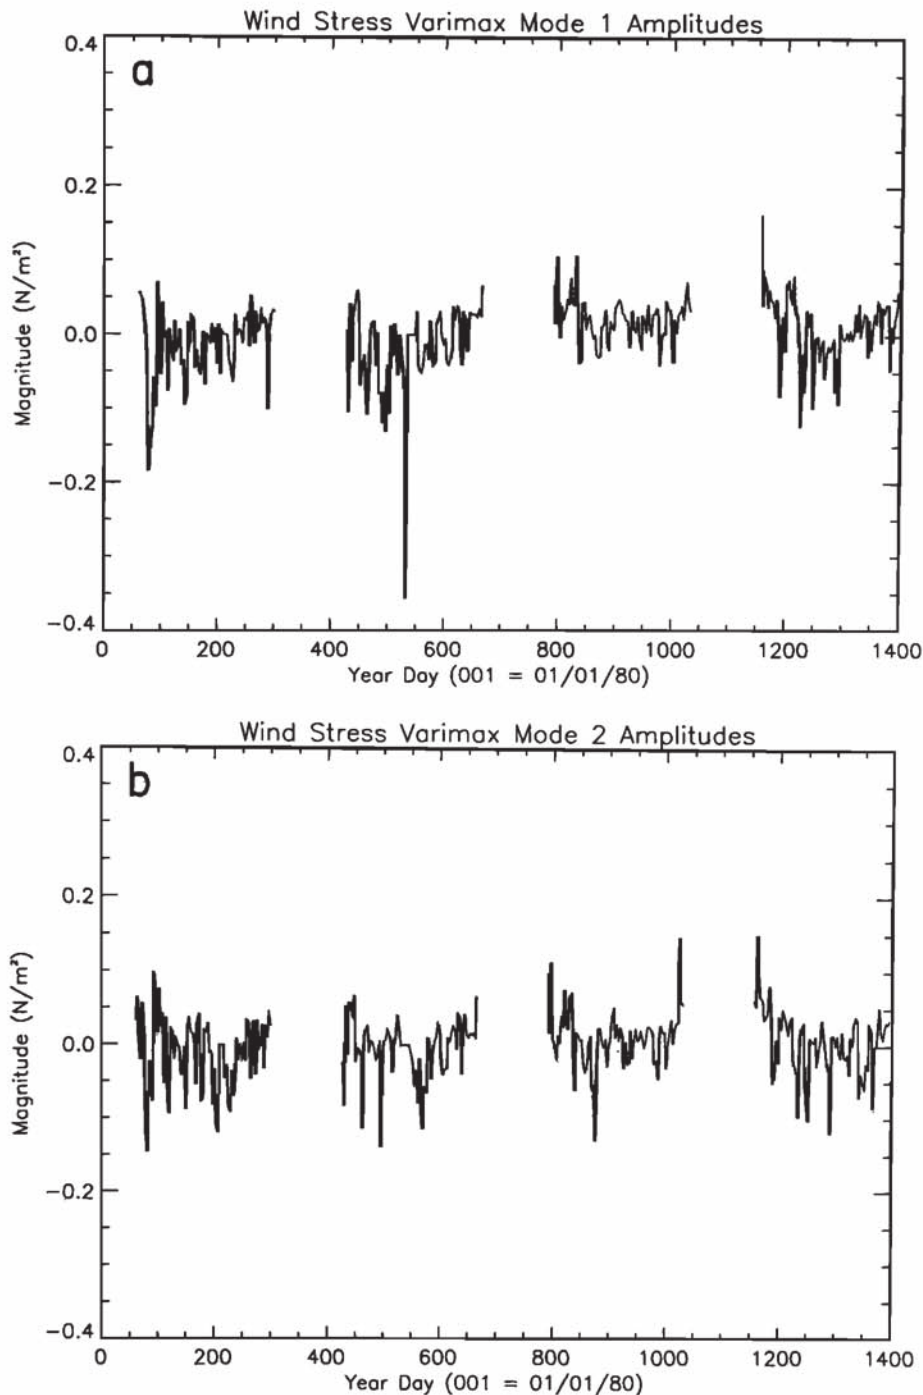 Wind Stress Varimax Mode 1 Amplitudes
a
0.4
0.2
0.0
−0.2
−0.4
Magnitude (N/m²)
0 200 400 600 800 1000 1200 1400
Year Day (001 = 01/01/80)
Wind Stress Varimax Mode 2 Amplitudes
b
0.4
0.2
0.0
−0.2
−0.4
Magnitude (N/m²)
0 200 400 600 800 1000 1200 1400
Year Day (001 = 01/01/80)